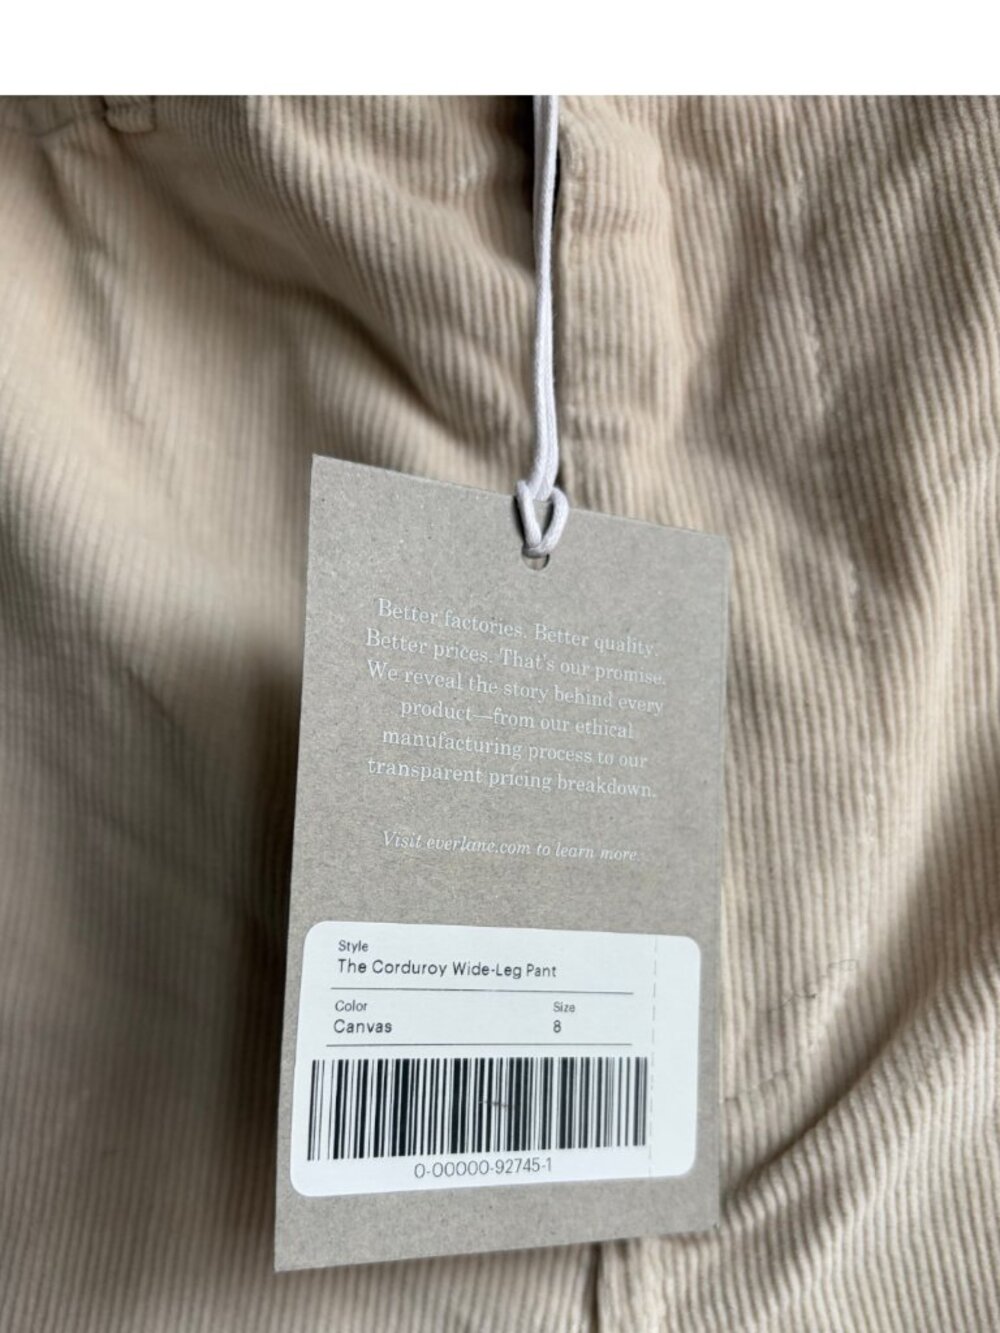 Better factories. Better quality.
Better prices. That's our promise.
We reveal the story behind every
product—from our ethical
manufacturing process to our
transparent pricing breakdown.
Visit everlane.com to learn more
Style
The Corduroy Wide-Leg Pant
Color Size
Canvas 8
0-00000-92745-1